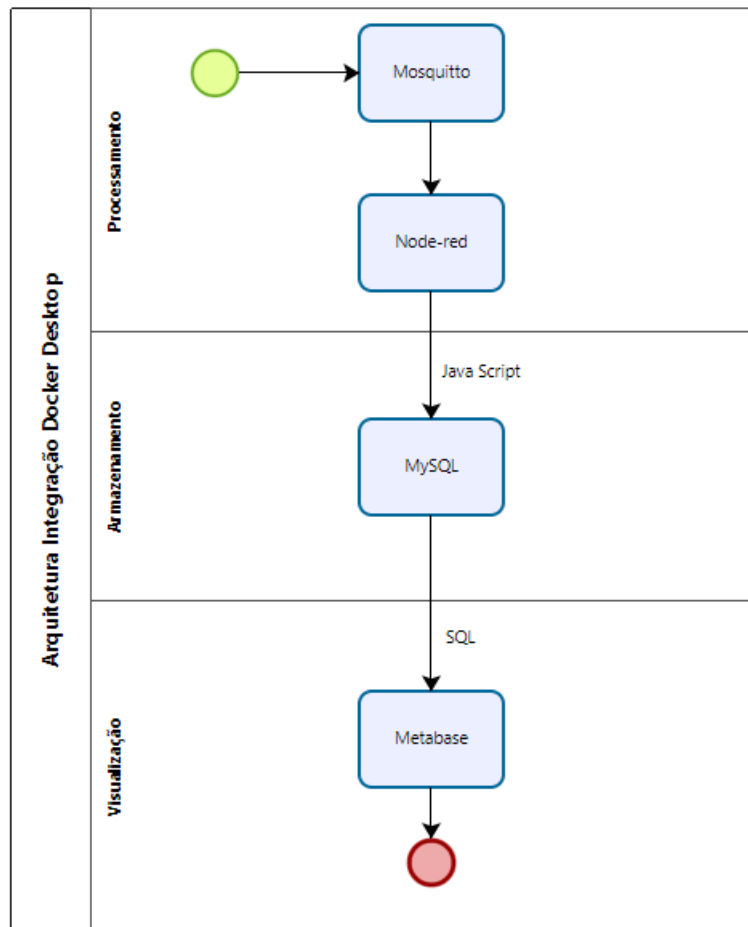 Arquitetura Integração Docker Desktop
Processamento
Mosquitto
Node-red
Java Script
Armazenamento
MySQL
SQL
Visualização
Metabase